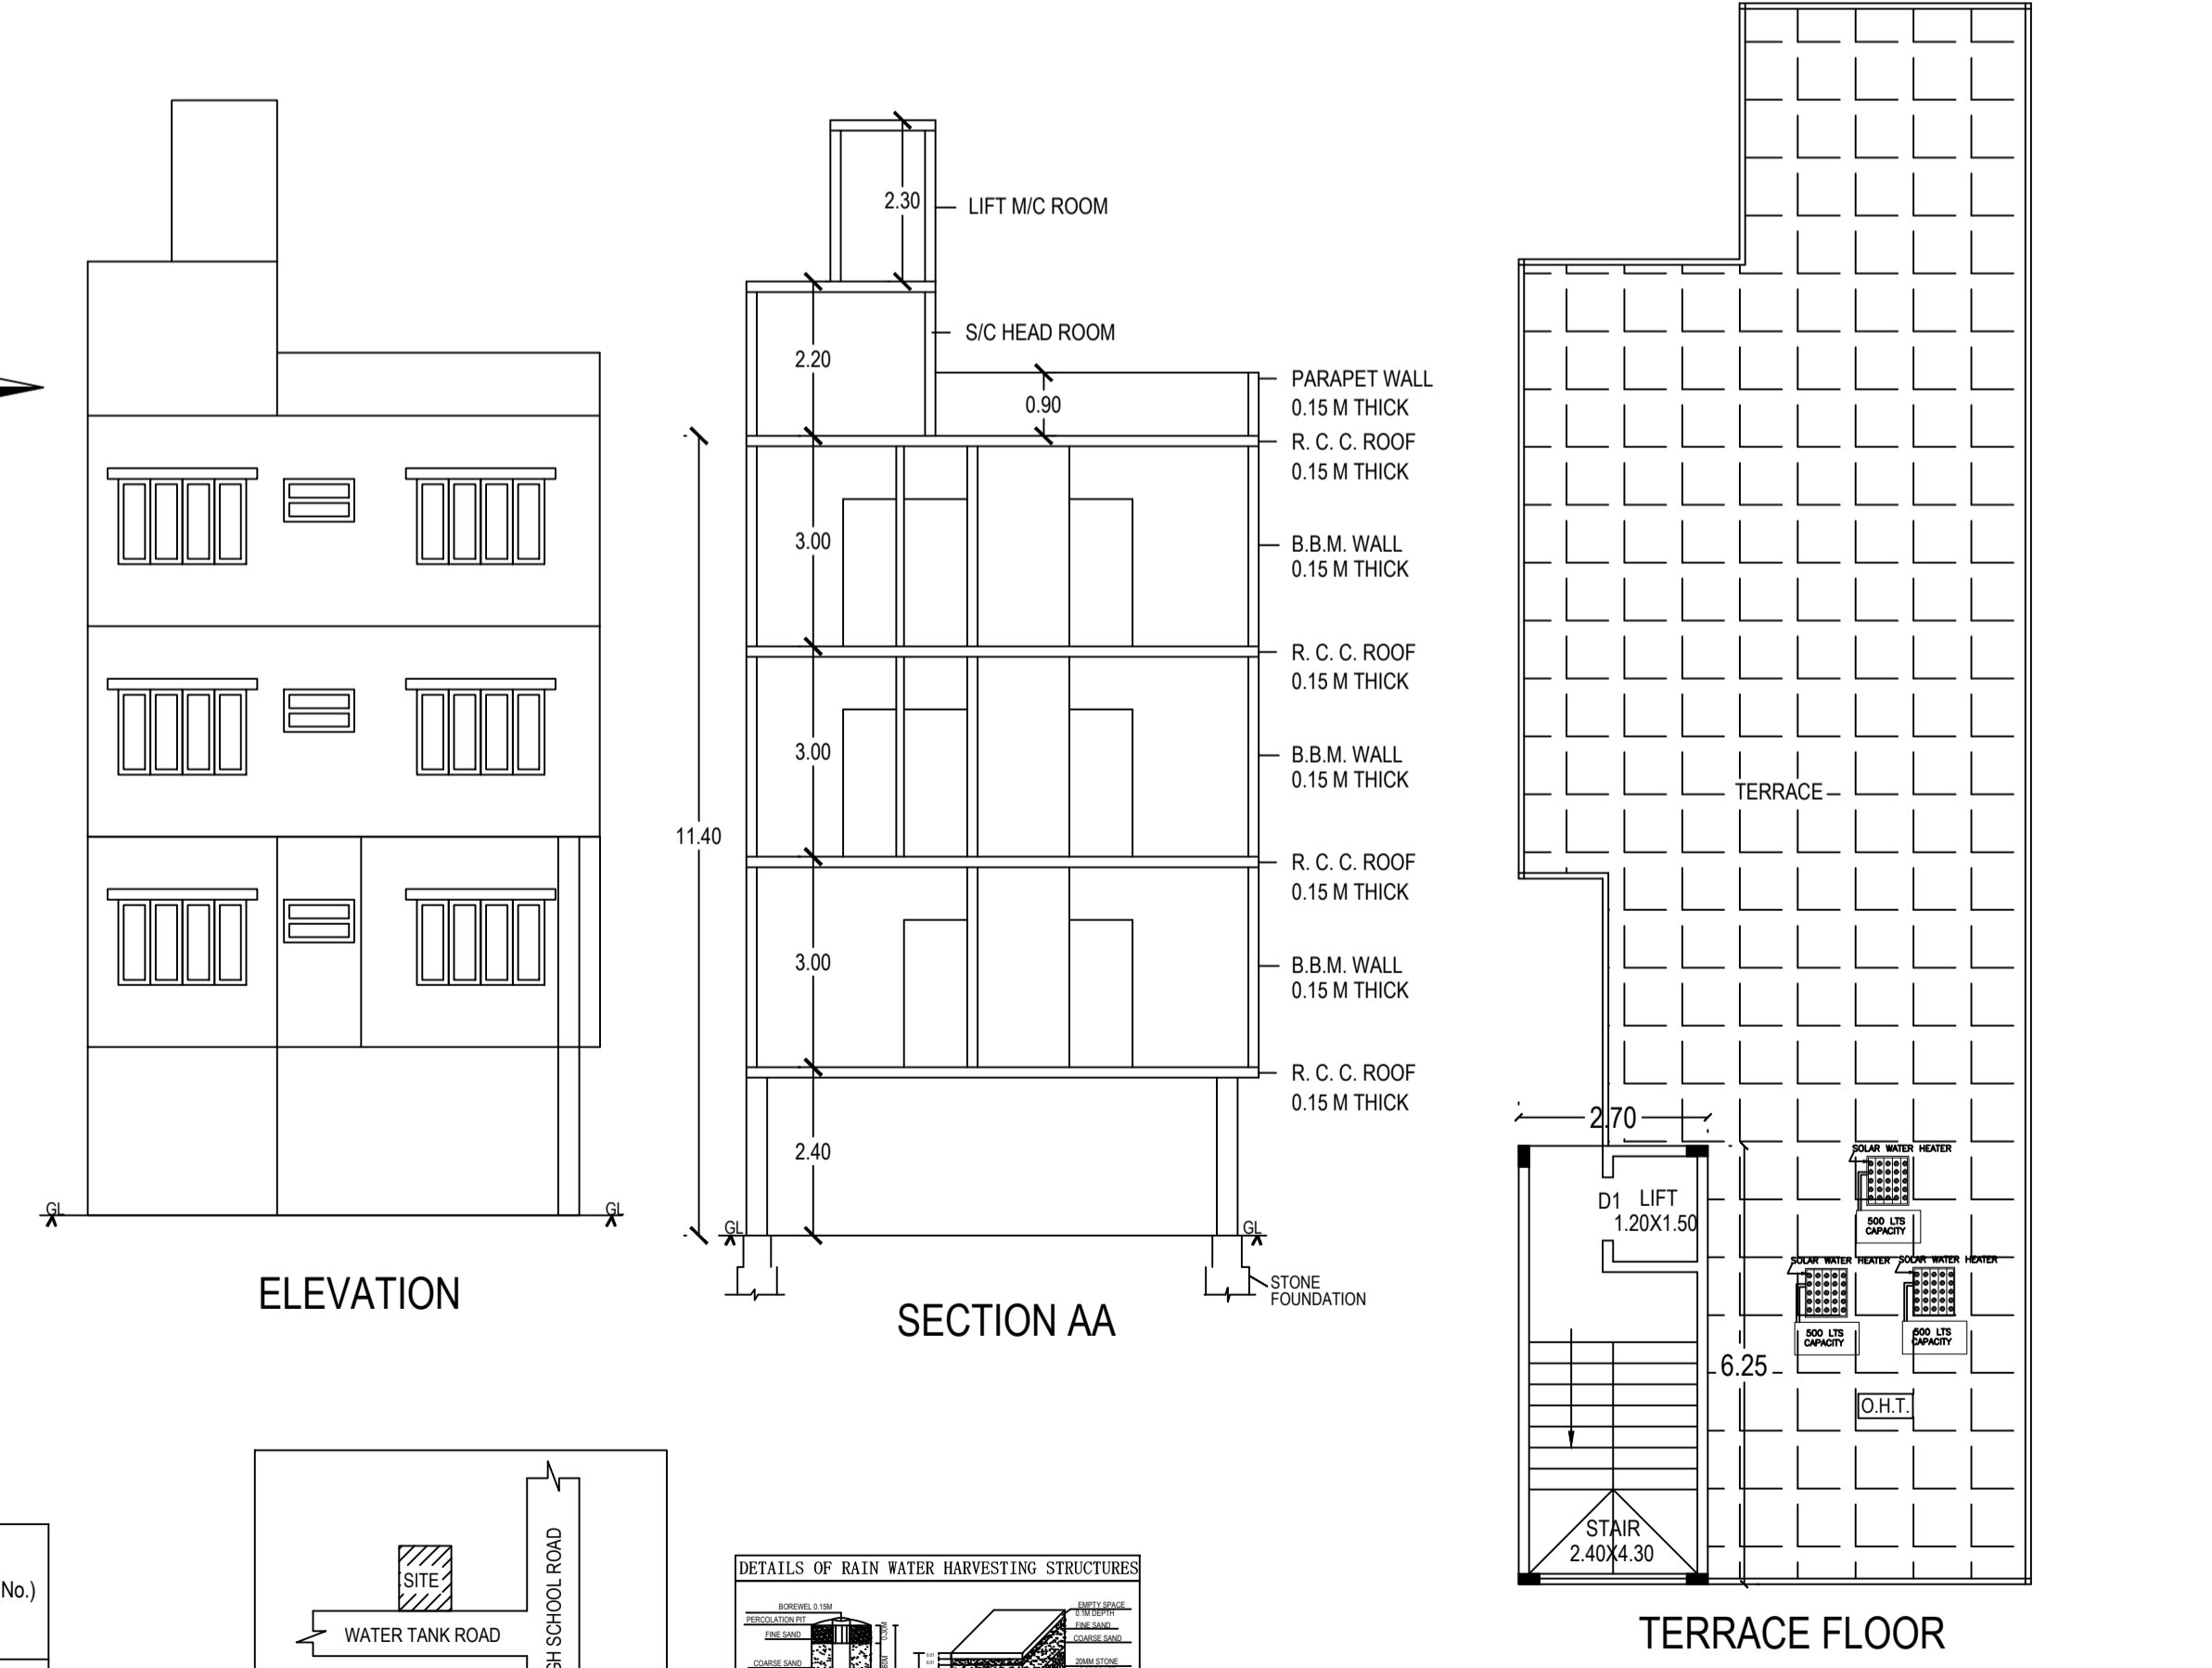 2.30
LIFT M/C ROOM
S/C HEAD ROOM
2.20
0.90
PARAPET WALL
0.15 M THICK
R. C. C. ROOF
0.15 M THICK
3.00
B.B.M. WALL
0.15 M THICK
R. C. C. ROOF
0.15 M THICK
3.00
B.B.M. WALL
0.15 M THICK
11.40
R. C. C. ROOF
0.15 M THICK
3.00
B.B.M. WALL
0.15 M THICK
R. C. C. ROOF
0.15 M THICK
2.40
GL
GL
GL
GL
STONE
FOUNDATION
ELEVATION
SECTION AA
TERRACE
2.70
D1
LIFT
1.20X1.50
SOLAR WATER HEATER
500 LTS
CAPACITY
SOLAR WATER HEATER
SOLAR WATER HEATER
500 LTS
CAPACITY
500 LTS
CAPACITY
6.25
O.H.T.
STAIR
2.40X4.30
TERRACE FLOOR
No.)
SITE
WATER TANK ROAD
GH SCHOOL ROAD
DETAILS OF RAIN WATER HARVESTING STRUCTURES
BOREWEL 0.15M
PERCOLATION PIT
FINE SAND
COARSE SAND
0.30M
EMPTY SPACE
0.1M DEPTH
FINE SAND
COARSE SAND
20MM STONE